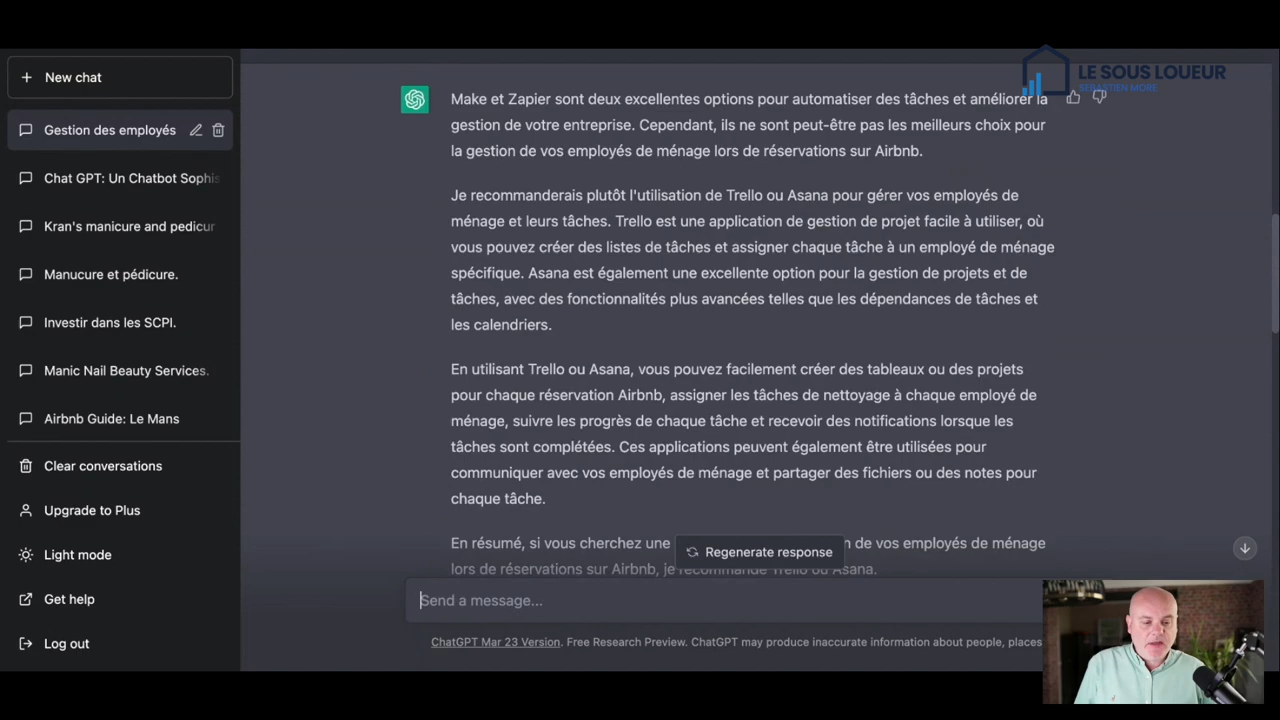 New chat
Gestion des employés
Chat GPT: Un Chatbot Sophis
Kran's manicure and pedicur
Manucure et pédicure.
Investir dans les SCPI.
Manic Nail Beauty Services.
Airbnb Guide: Le Mans
Clear conversations
Upgrade to Plus
Light mode
Get help
Log out
LE SOUS LOUEUR
SEBASTIEN MORE
Make et Zapier sont deux excellentes options pour automatiser des tâches et améliorer la
gestion de votre entreprise. Cependant, ils ne sont peut-être pas les meilleurs choix pour
la gestion de vos employés de ménage lors de réservations sur Airbnb.
Je recommanderais plutôt l'utilisation de Trello ou Asana pour gérer vos employés de
ménage et leurs tâches. Trello est une application de gestion de projet facile à utiliser, où
vous pouvez créer des listes de tâches et assigner chaque tâche à un employé de ménage
spécifique. Asana est également une excellente option pour la gestion de projets et de
tâches, avec des fonctionnalités plus avancées telles que les dépendances de tâches et
les calendriers.
En utilisant Trello ou Asana, vous pouvez facilement créer des tableaux ou des projets
pour chaque réservation Airbnb, assigner les tâches de nettoyage à chaque employé de
ménage, suivre les progrès de chaque tâche et recevoir des notifications lorsque les
tâches sont complétées. Ces applications peuvent également être utilisées pour
communiquer avec vos employés de ménage et partager des fichiers ou des notes pour
chaque tâche.
En résumé, si vous cherchez une n de vos employés de ménage
lors de réservations sur Airbnb, je recommande Trello ou Asana.
Regenerate response
Send a message...
ChatGPT Mar 23 Version. Free Research Preview. ChatGPT may produce inaccurate information about people, places